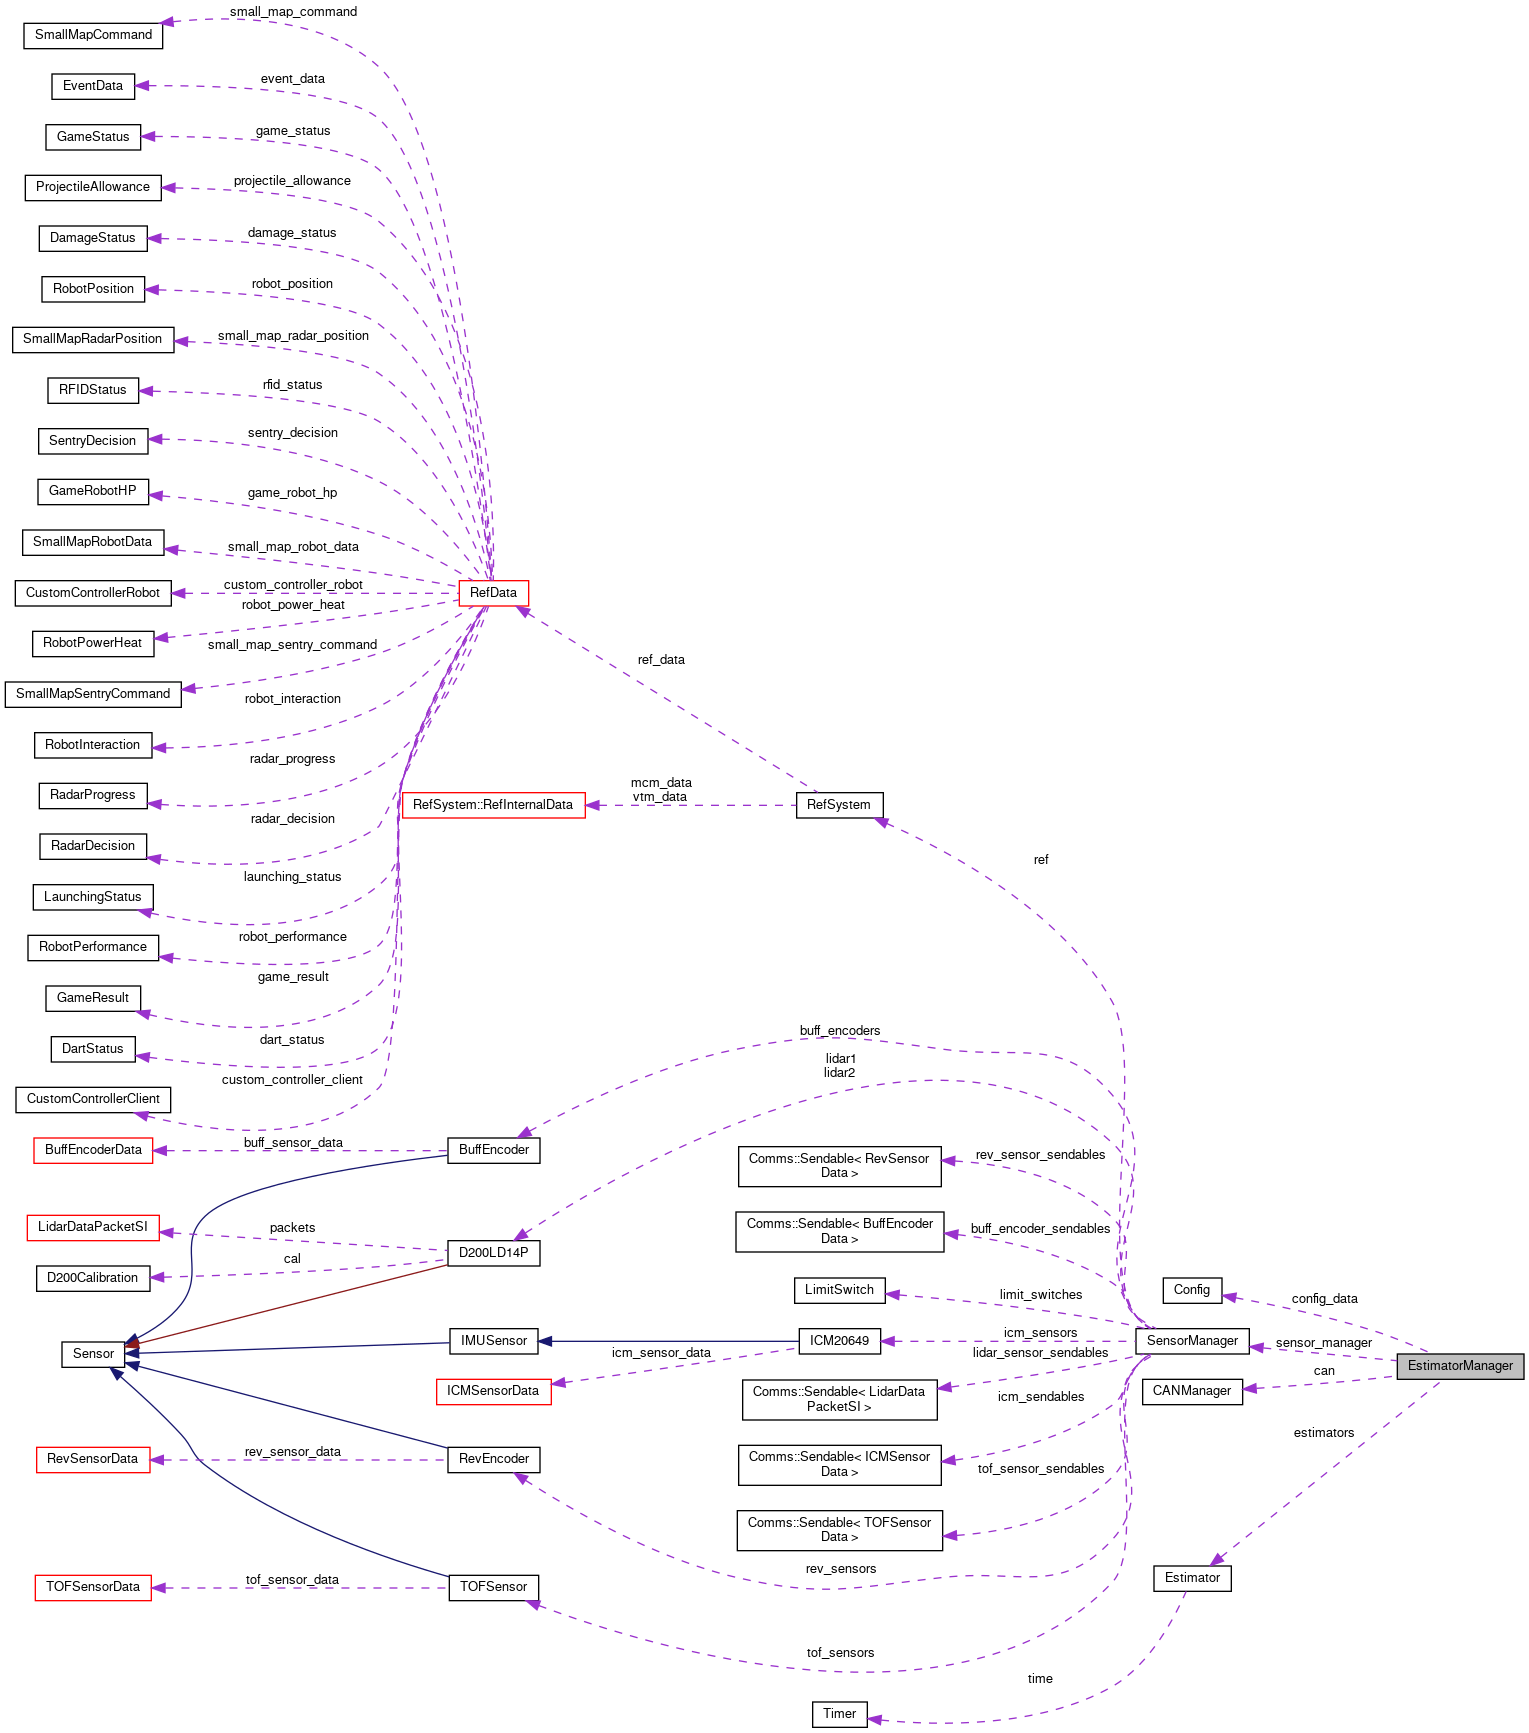 small_map_command
SmallMapCommand
event_data
EventData
game_status
GameStatus
projectile_allowance
ProjectileAllowance
damage_status
DamageStatus
robot_position
RobotPosition
small_map_radar_position
SmallMapRadarPosition
rfid_status
RFIDStatus
sentry_decision
SentryDecision
game_robot_hp
GameRobotHP
small_map_robot_data
SmallMapRobotData
custom_controller_robot
CustomControllerRobot
RefData
robot_power_heat
RobotPowerHeat
small_map_sentry_command
SmallMapSentryCommand
ref_data
robot_interaction
RobotInteraction
radar_progress
RadarProgress
mcm_data
vtm_data
RefSystem::RefInternalData
RefSystem
radar_decision
RadarDecision
ref
launching_status
LaunchingStatus
robot_performance
RobotPerformance
game_result
GameResult
dart_status
DartStatus
buff_encoders
lidar1
lidar2
custom_controller_client
CustomControllerClient
buff_sensor_data
BuffEncoderData
BuffEncoder
rev_sensor_sendables
Comms::Sendable< RevSensor
Data >
packets
LidarDataPacketSI
buff_encoder_sendables
Comms::Sendable< BuffEncoder
Data >
D200LD14P
cal
D200Calibration
limit_switches
LimitSwitch
Config
config_data
Sensor
IMUSensor
ICM20649
icm_sensors
SensorManager
sensor_manager
EstimatorManager
icm_sensor_data
lidar_sensor_sendables
ICMSensorData
Comms::Sendable< LidarData
PacketSI >
icm_sendables
CANManager
can
estimators
rev_sensor_data
RevSensorData
RevEncoder
Comms::Sendable< ICMSensor
Data >
tof_sensor_sendables
Comms::Sendable< TOFSensor
Data >
rev_sensors
tof_sensor_data
TOFSensorData
TOFSensor
Estimator
tof_sensors
time
Timer